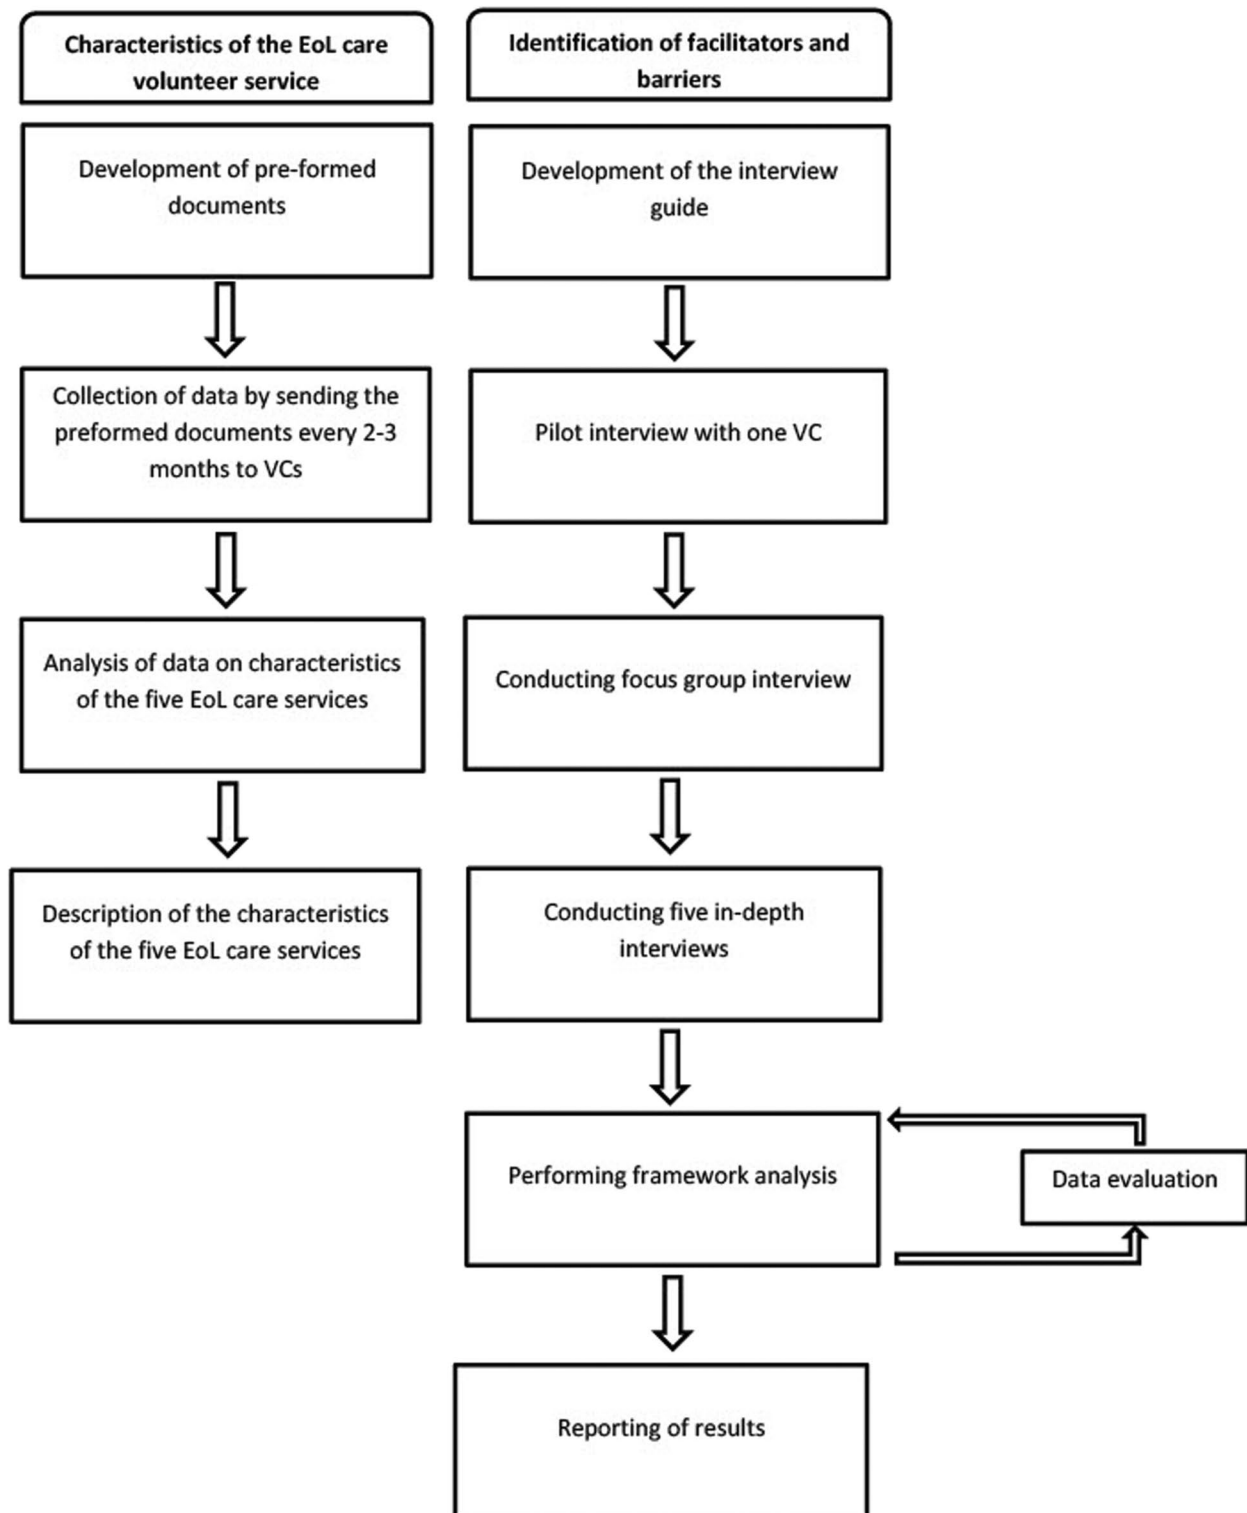 Characteristics of the EoL care
volunteer service
Development of pre-formed
documents
Collection of data by sending the
preformed documents every 2-3
months to VCs
Analysis of data on characteristics
of the five EoL care services
Description of the characteristics
of the five EoL care services
Identification of facilitators and
barriers
Development of the interview
guide
Pilot interview with one VC
Conducting focus group interview
Conducting five in-depth
interviews
Performing framework analysis
Data evaluation
Reporting of results